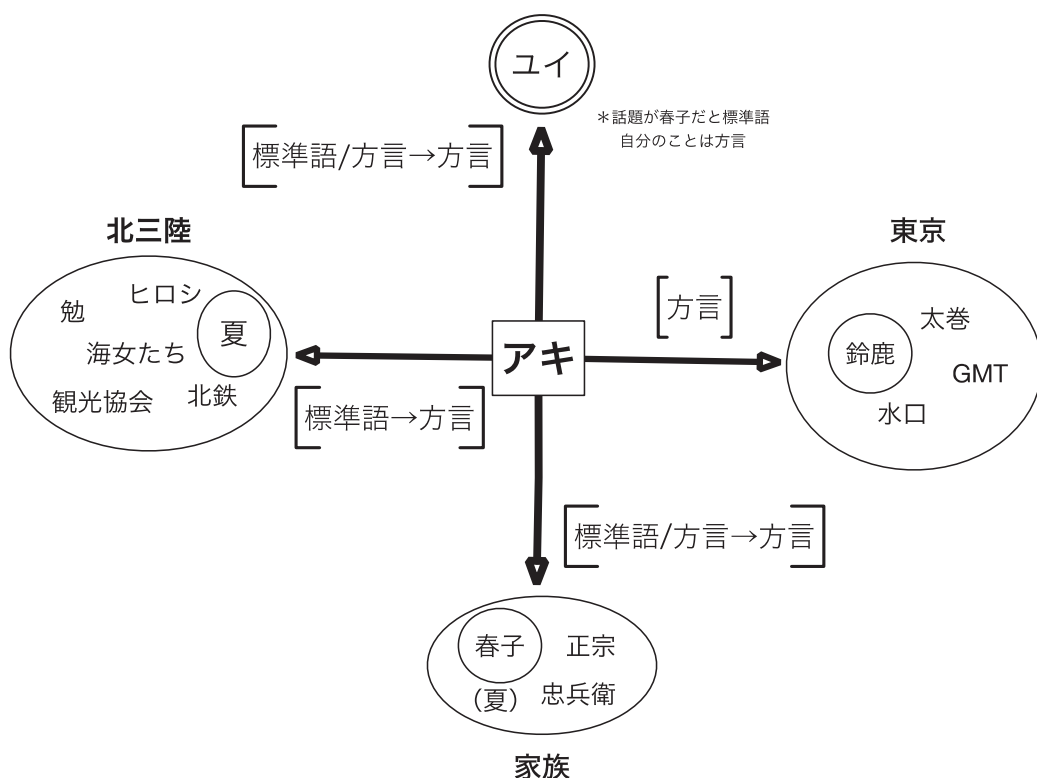 ユイ
＊話題が春子だと標準語
自分のことは方言
標準語/方言→方言
北三陸
東京
勉
ヒロシ
夏
海女たち
北鉄
観光協会
方言
アキ
鈴鹿
太巻
GMT
水口
標準語→方言
標準語/方言→方言
春子
正宗
(夏)
忠兵衛
家族